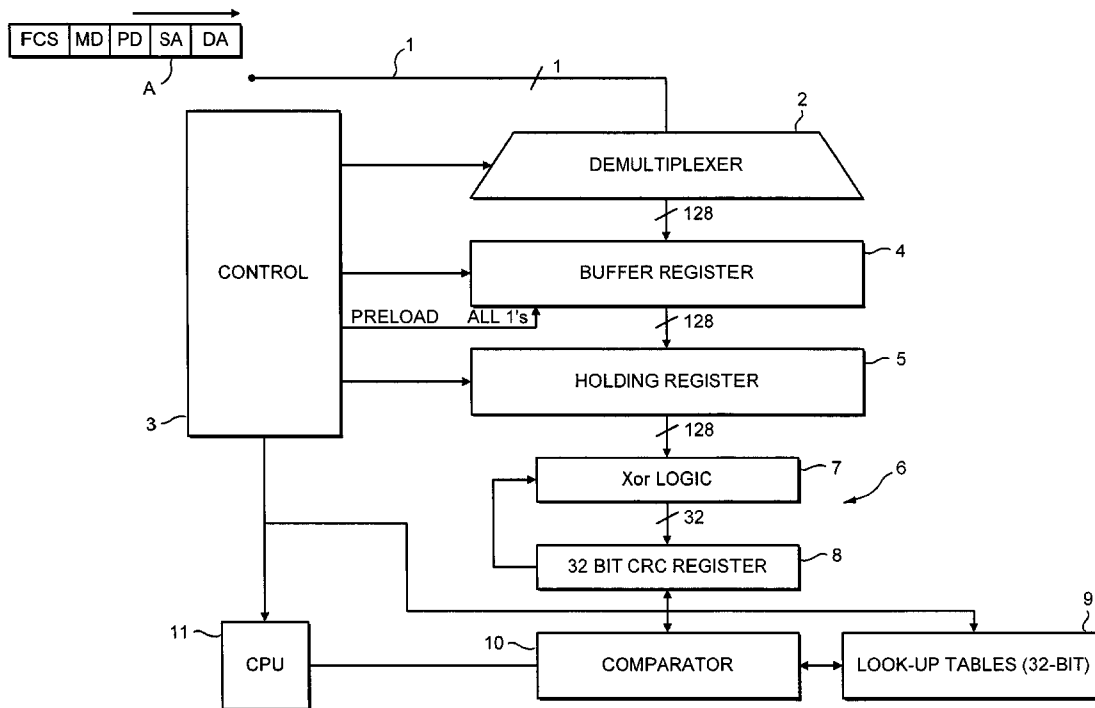 FCS MD PD SA DA
A
1
1
2
DEMULTIPLEXER
128
4
BUFFER REGISTER
CONTROL
PRELOAD ALL 1's
128
5
HOLDING REGISTER
3
128
7
Xor LOGIC
6
32
8
32 BIT CRC REGISTER
11
CPU
10
COMPARATOR
9
LOOK-UP TABLES (32-BIT)